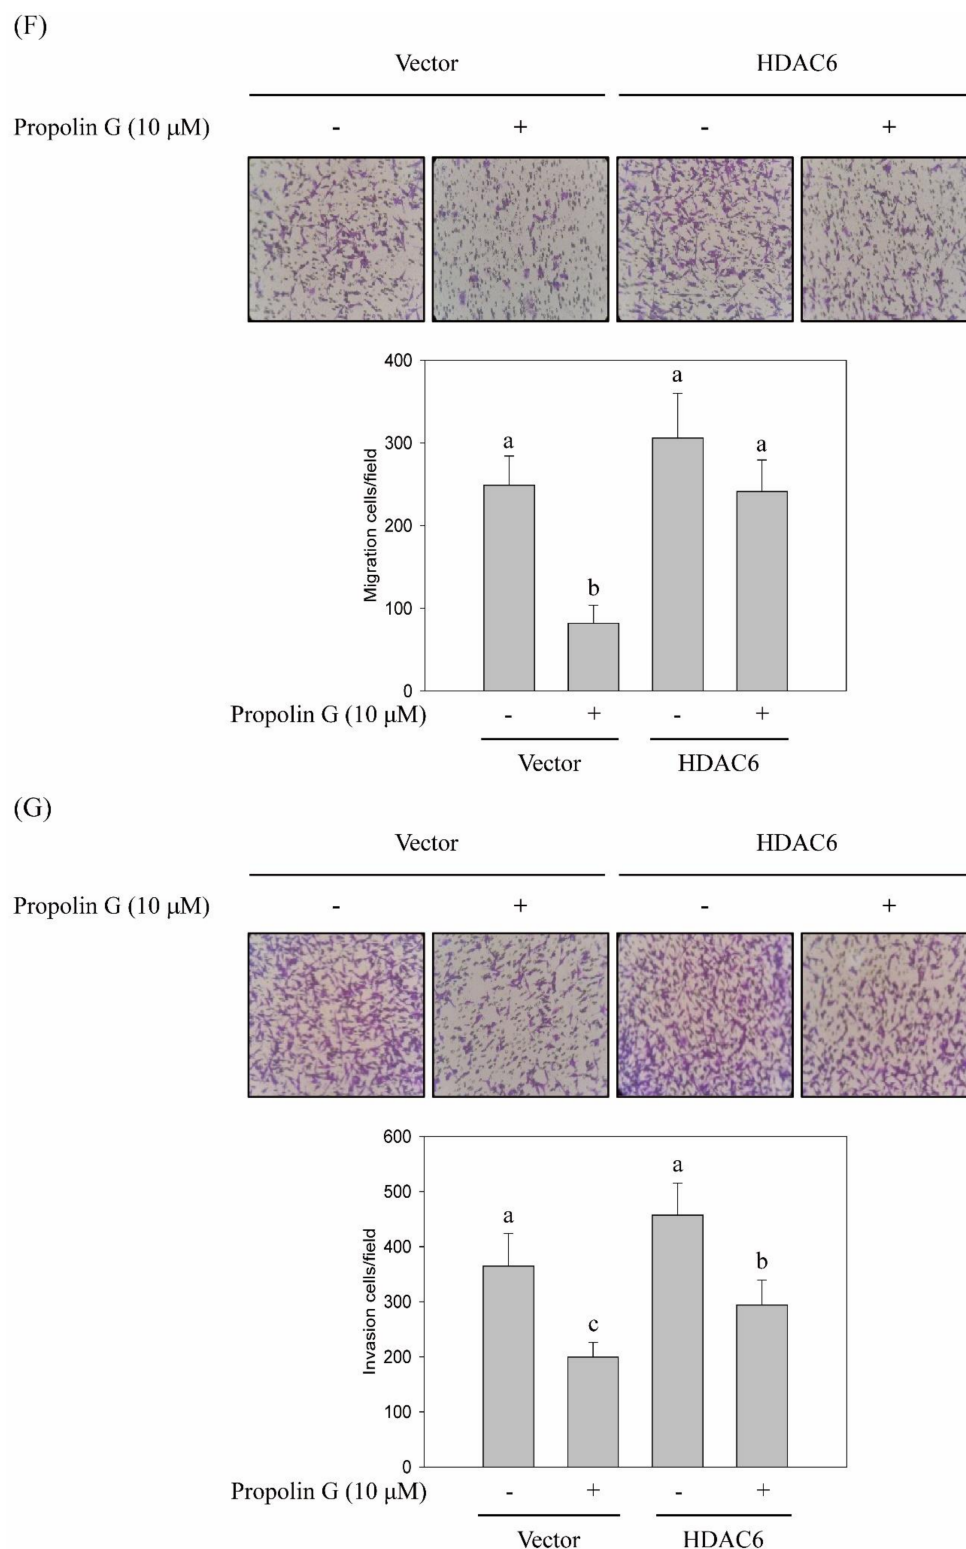 (F)
Vector HDAC6
Propolin G (10 μM) - + - +
400
300
200
100
0
Migration cells/field
a
b
a
a
Propolin G (10 μM) - + - +
Vector HDAC6
(G)
Vector HDAC6
Propolin G (10 μM) - + - +
600
500
400
300
200
100
0
Invasion cells/field
a
c
a
b
Propolin G (10 μM) - + - +
Vector HDAC6